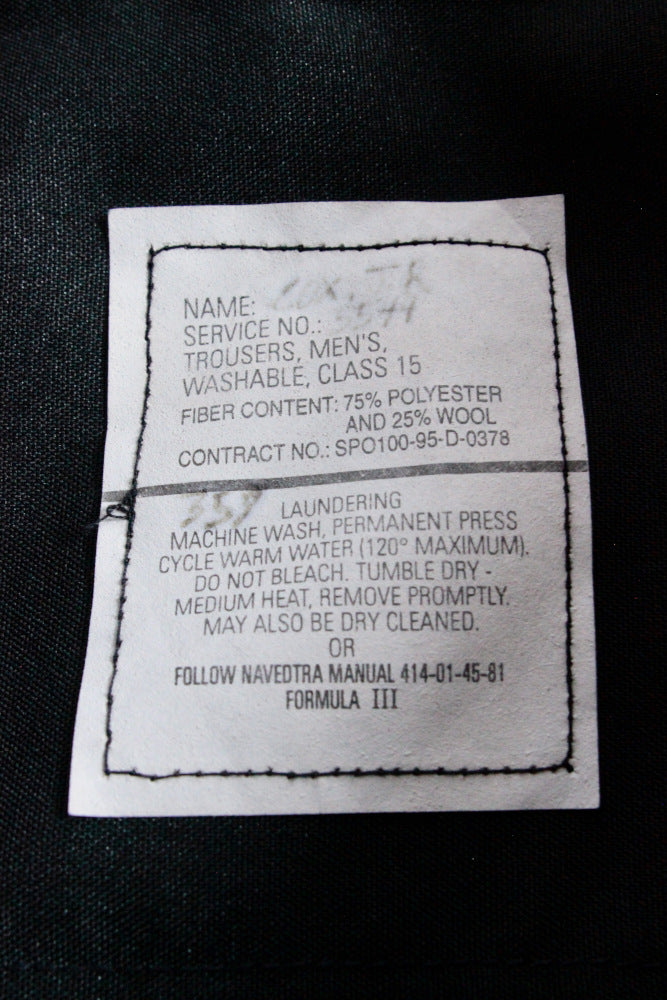 NAME: COX, J.R
SERVICE NO.:
TROUSERS, MEN'S,
WASHABLE, CLASS 15
FIBER CONTENT: 75% POLYESTER
AND 25% WOOL
CONTRACT NO.: SPO100-95-D-0378
LAUNDERING
MACHINE WASH, PERMANENT PRESS
CYCLE WARM WATER (120° MAXIMUM).
DO NOT BLEACH. TUMBLE DRY -
MEDIUM HEAT, REMOVE PROMPTLY.
MAY ALSO BE DRY CLEANED.
OR
FOLLOW NAVEDTRA MANUAL 414-01-45-81
FORMULA III